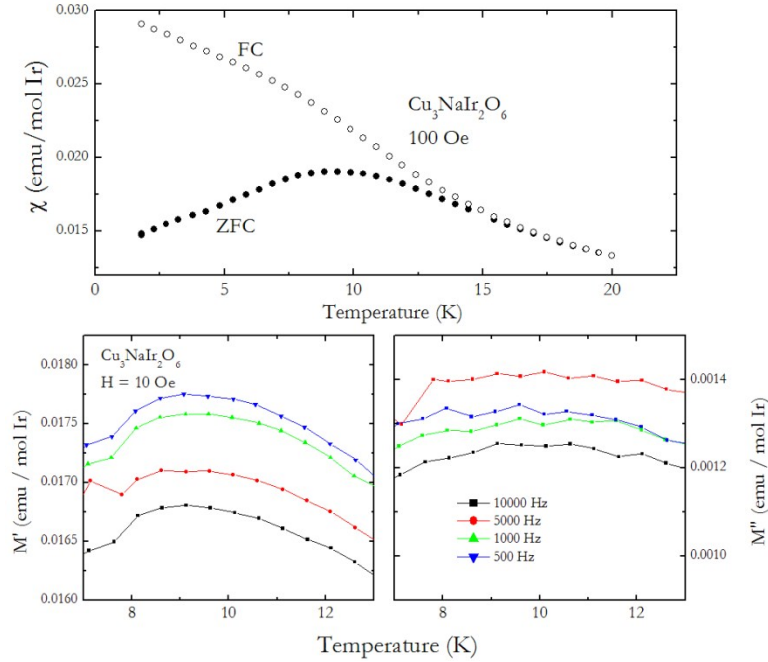 0.030
0.025
0.020
0.015
χ (emu/mol Ir)
FC
ZFC
Cu₃NaIr₂O₆
100 Oe
0 5 10 15 20
Temperature (K)
0.0180
0.0175
0.0170
0.0165
0.0160
M' (emu / mol Ir)
Cu₃NaIr₂O₆
H = 10 Oe
8 10 12
10000 Hz
5000 Hz
1000 Hz
500 Hz
8 10 12
0.0014
0.0012
0.0010
M" (emu / mol Ir)
Temperature (K)